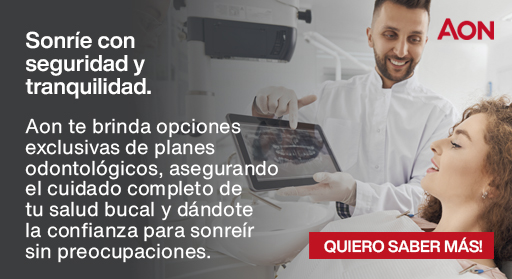 Sonríe con
seguridad y
tranquilidad.
AON
Aon te brinda opciones
exclusivas de planes
odontológicos, asegurando
el cuidado completo de
tu salud bucal y dándote
la confianza para sonreír
sin preocupaciones.
QUIERO SABER MÁS!